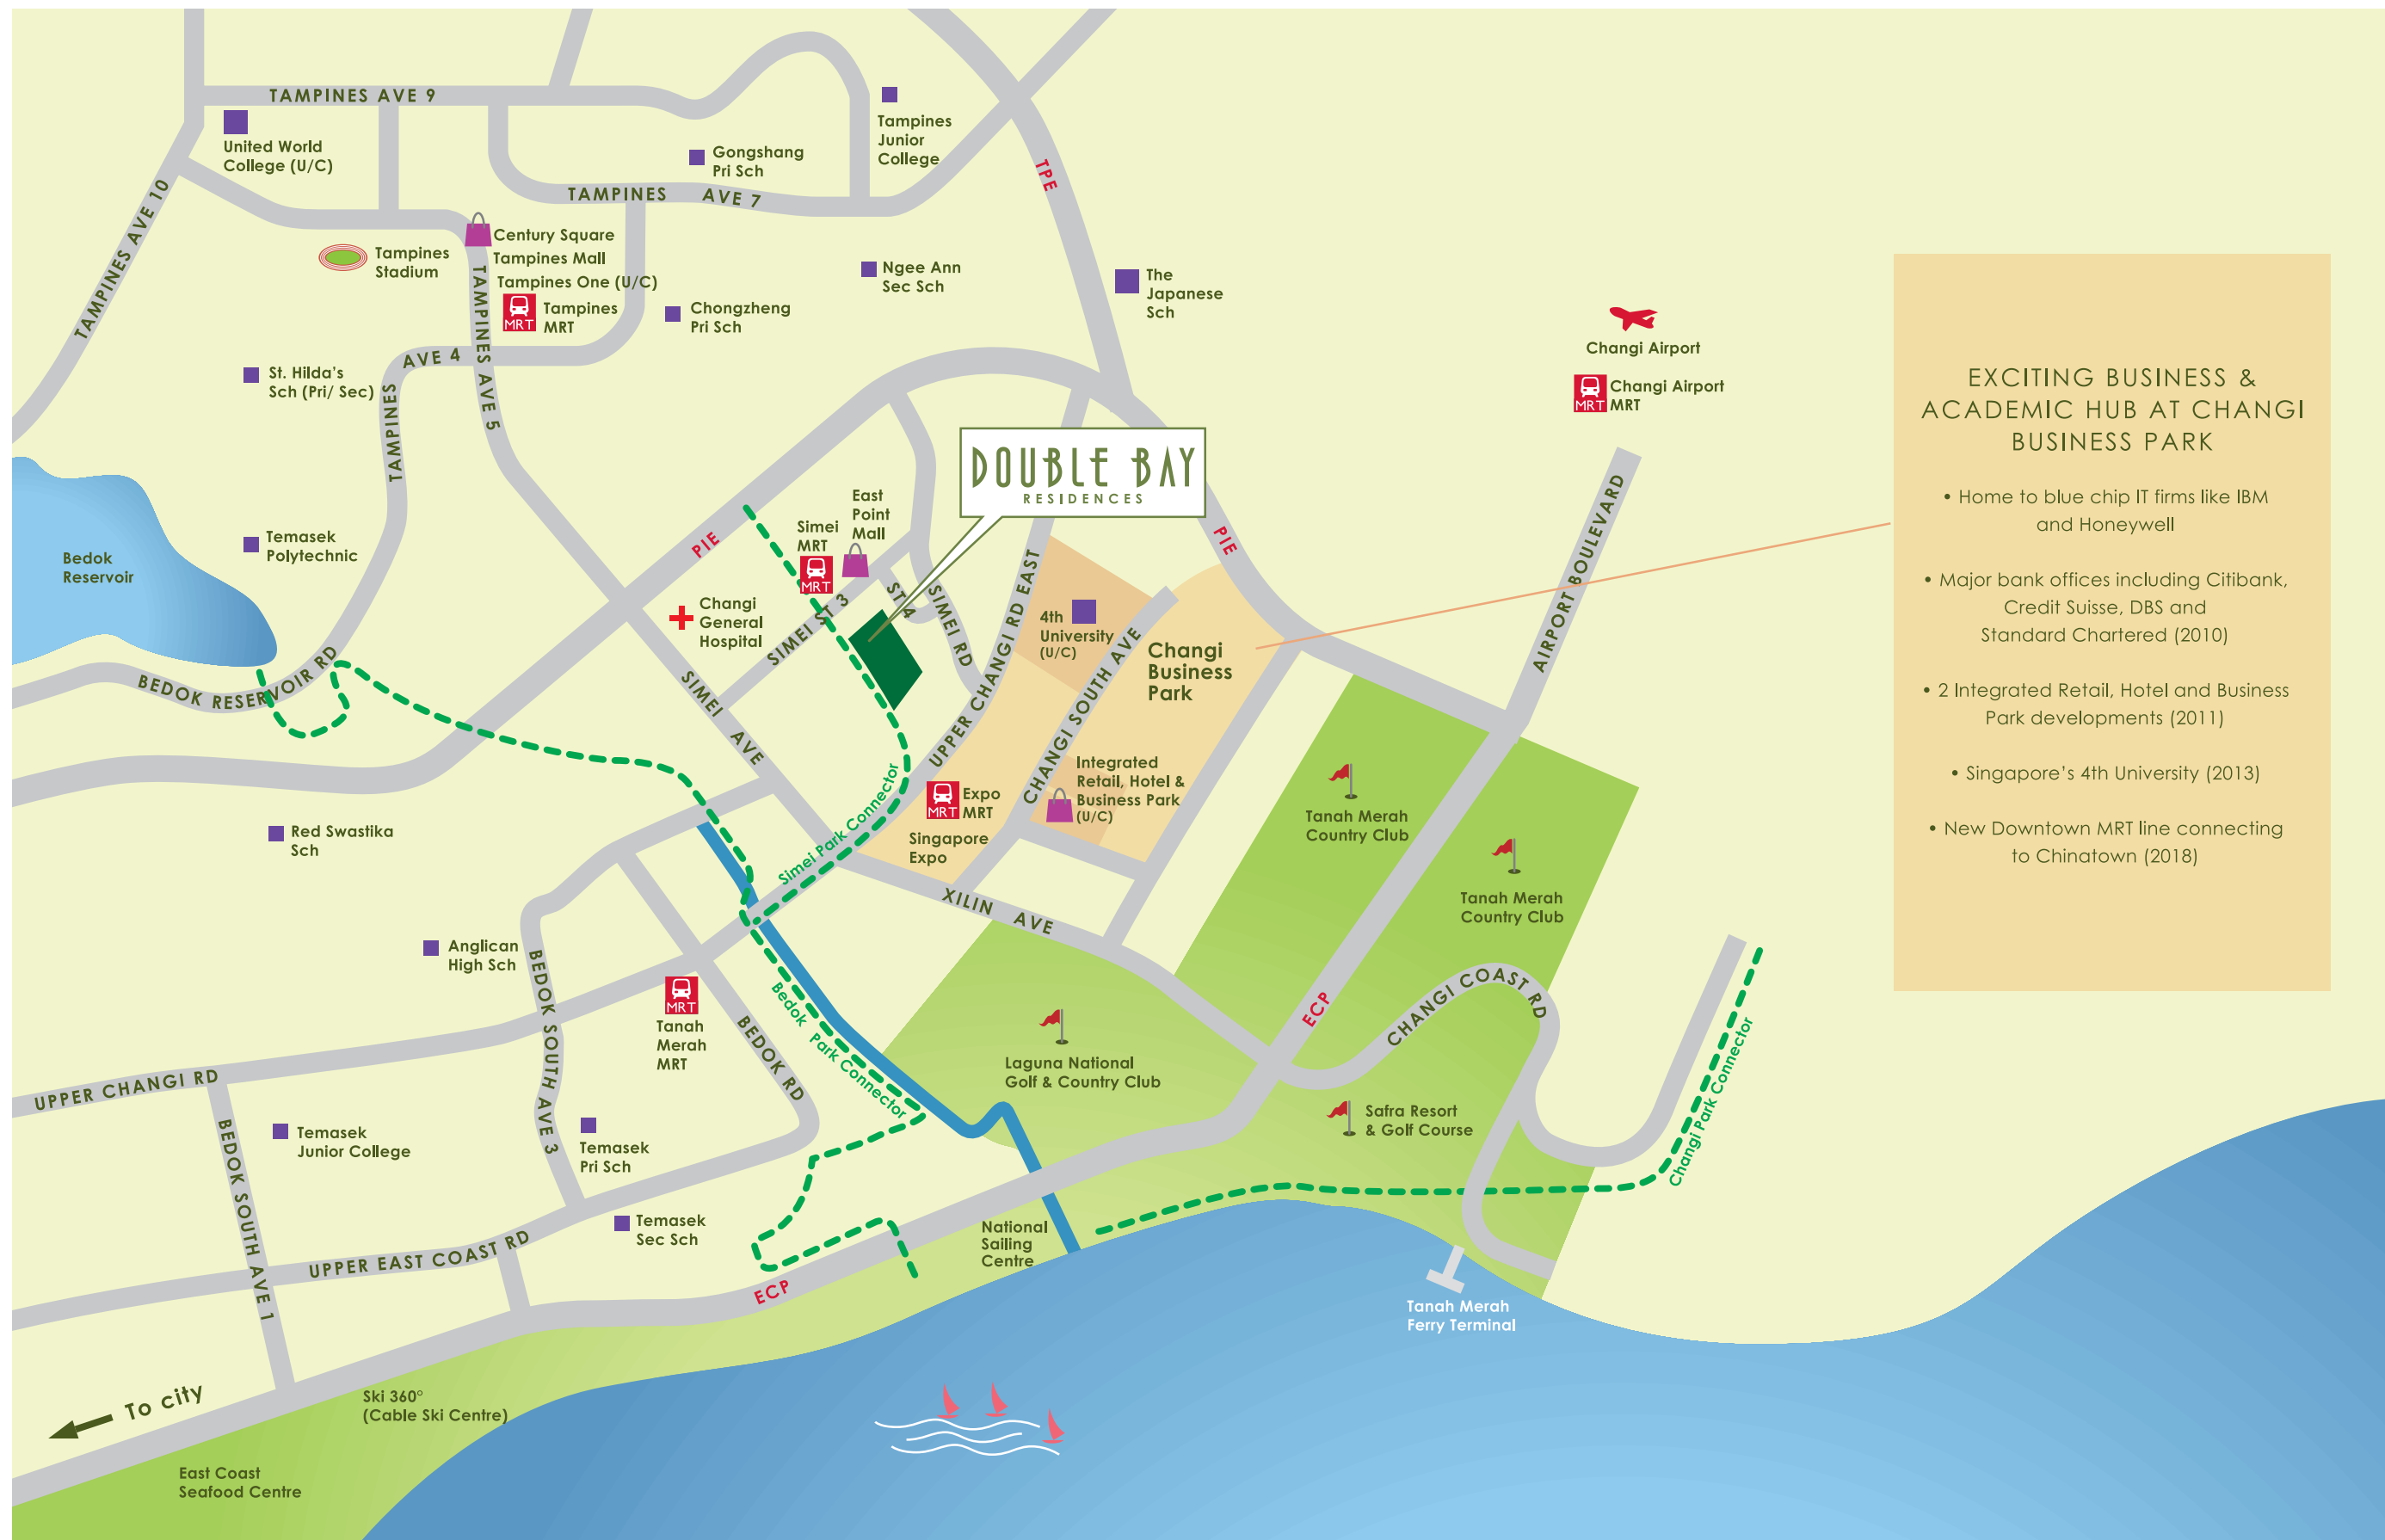 TAMPINES AVE 9
United World
College (U/C)
Tampines
Junior
College
Gongshang
Pri Sch
TPE
TAMPINES AVE 7
TAMPINES AVE 10
Century Square
Tampines Mall
Tampines One (U/C)
Tampines
Stadium
MRT
Tampines
MRT
TAMPINES AVE 5
Ngee Ann
Sec Sch
The
Japanese
Sch
Chongzheng
Pri Sch
Changi Airport
MRT
Changi Airport
MRT
TAMPINES AVE 4
St. Hilda's
Sch (Pri/ Sec)
EXCITING BUSINESS &
ACADEMIC HUB AT CHANGI
BUSINESS PARK
• Home to blue chip IT firms like IBM
and Honeywell
• Major bank offices including Citibank,
Credit Suisse, DBS and
Standard Chartered (2010)
• 2 Integrated Retail, Hotel and Business
Park developments (2011)
• Singapore's 4th University (2013)
• New Downtown MRT line connecting
to Chinatown (2018)
DOUBLE BAY
RESIDENCES
East
Point
Mall
Simei
MRT
MRT
PIE
PIE
Temasek
Polytechnic
Bedok
Reservoir
Changi
General
Hospital
SIMEI ST 3
ST 4
SIMEI RD
UPPER CHANGI RD EAST
4th
University
(U/C)
CHANGI SOUTH AVE
Changi
Business
Park
AIRPORT BOULEVARD
BEDOK RESERVOIR RD
SIMEI AVE
Simei Park Connector
MRT
Expo
MRT
Singapore
Expo
Integrated
Retail, Hotel &
Business Park
(U/C)
Tanah Merah
Country Club
Tanah Merah
Country Club
Red Swastika
Sch
XILIN AVE
Anglican
High Sch
BEDOK SOUTH AVE 3
MRT
Tanah
Merah
MRT
BEDOK RD
Bedok Park Connector
ECP
CHANGI COAST RD
Laguna National
Golf & Country Club
Safra Resort
& Golf Course
Changi Park Connector
UPPER CHANGI RD
BEDOK SOUTH AVE 1
Temasek
Junior College
Temasek
Pri Sch
Temasek
Sec Sch
UPPER EAST COAST RD
ECP
National
Sailing
Centre
Tanah Merah
Ferry Terminal
To city
Ski 360°
(Cable Ski Centre)
East Coast
Seafood Centre